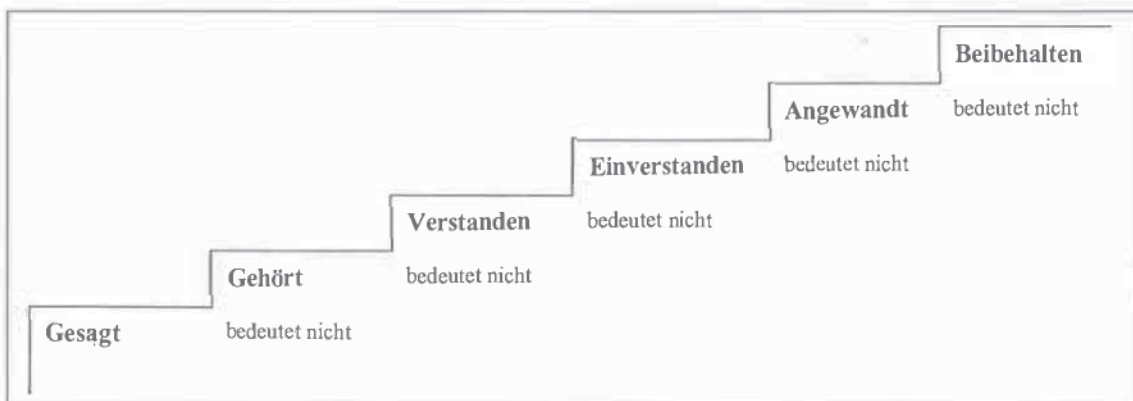 Beibehalten
Angewandt bedeutet nicht
Einverstanden bedeutet nicht
Verstanden bedeutet nicht
Gehört bedeutet nicht
Gesagt bedeutet nicht